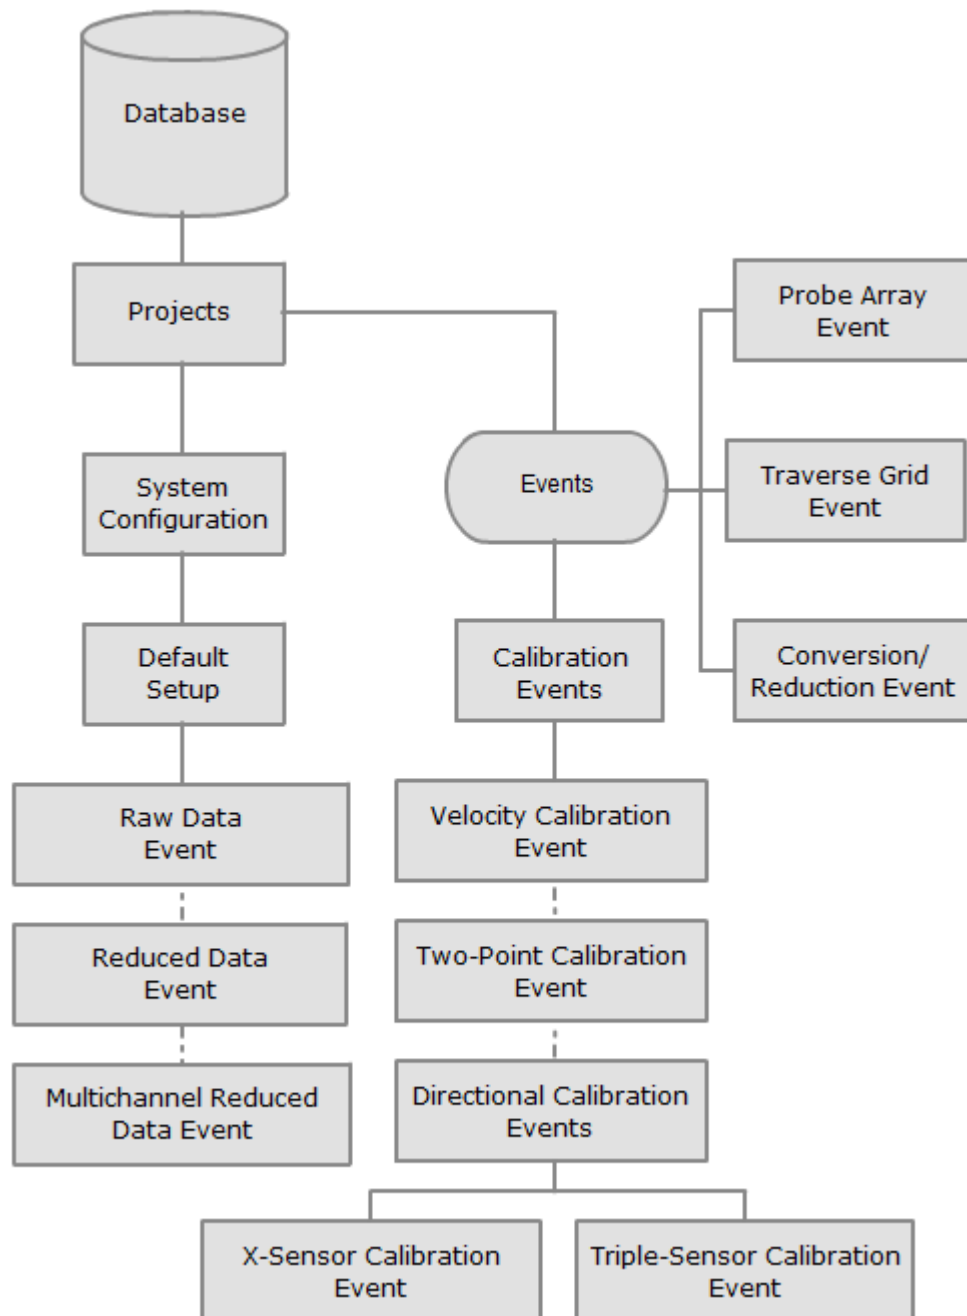 Database
Projects
Probe Array
Event
System
Configuration
Events
Traverse Grid
Event
Default
Setup
Calibration
Events
Conversion/
Reduction Event
Raw Data
Event
Velocity Calibration
Event
Reduced Data
Event
Two-Point Calibration
Event
Multichannel Reduced
Data Event
Directional Calibration
Events
X-Sensor Calibration
Event
Triple-Sensor Calibration
Event